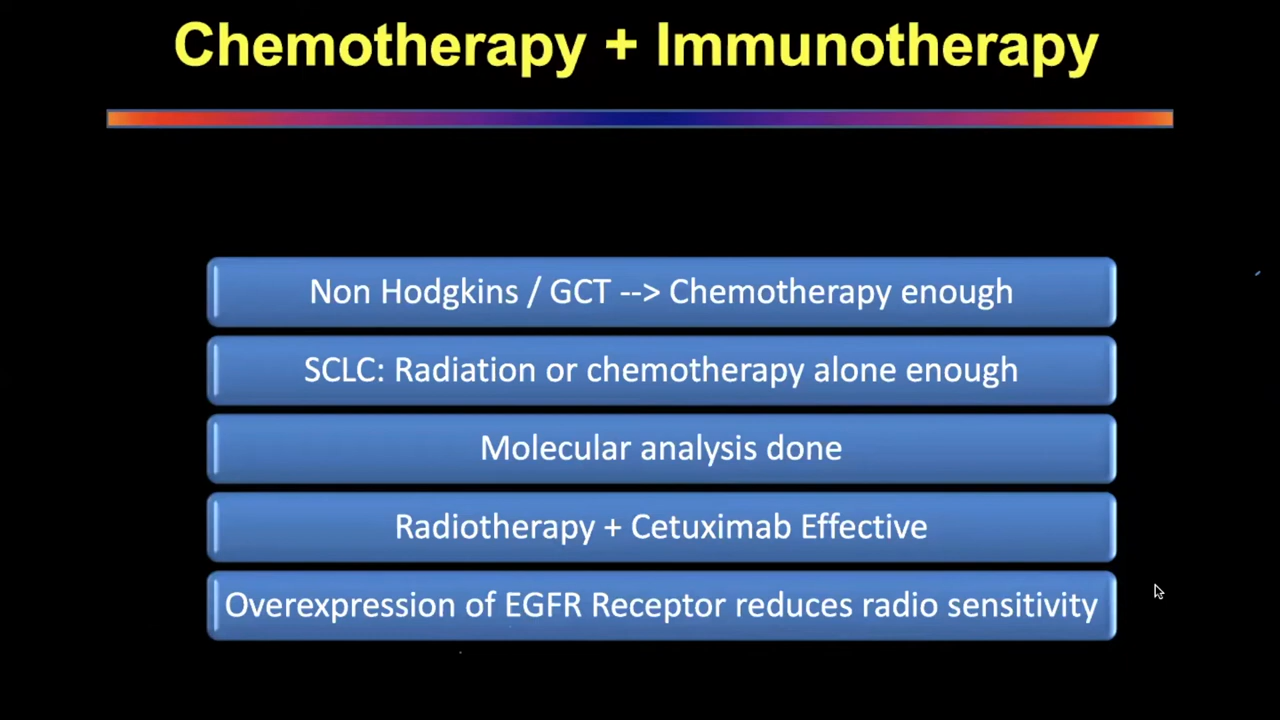 Chemotherapy + Immunotherapy
Non Hodgkins / GCT --> Chemotherapy enough
SCLC: Radiation or chemotherapy alone enough
Molecular analysis done
Radiotherapy + Cetuximab Effective
Overexpression of EGFR Receptor reduces radio sensitivity